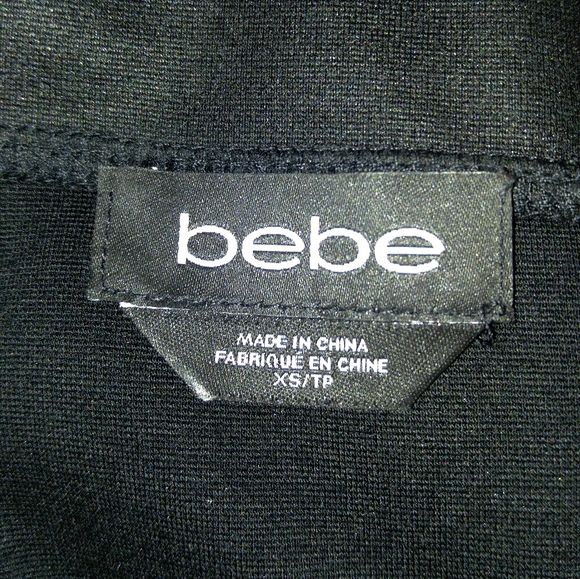 bebe
MADE IN CHINA
FABRIQUÉ EN CHINE
XS/TP